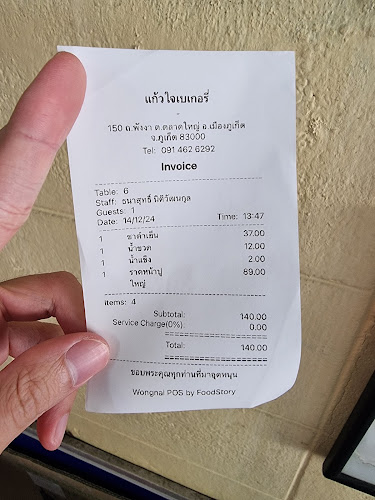 แก้วใจเบเกอรี่
-
150 ถ.พังงา ต.ตลาดใหญ่ อ.เมืองภูเก็ต
จ.ภูเก็ต 83000
Tel: 091 462 6292
Invoice
Table: 6
Staff: ธนาสุทธิ์ นิติวัฒนกุล
Guests: 1
Date: 14/12/24 Time: 13:47
1 ชาดำเย็น 37.00
1 น้ำขวด 12.00
1 น้ำแข็ง 2.00
1 ราดหน้าปู 89.00
ใหญ่
items: 4
Subtotal: 140.00
Service Charge(0%): 0.00
Total: 140.00
ขอบพระคุณทุกท่านที่มาอุดหนุน
Wongnai POS by FoodStory